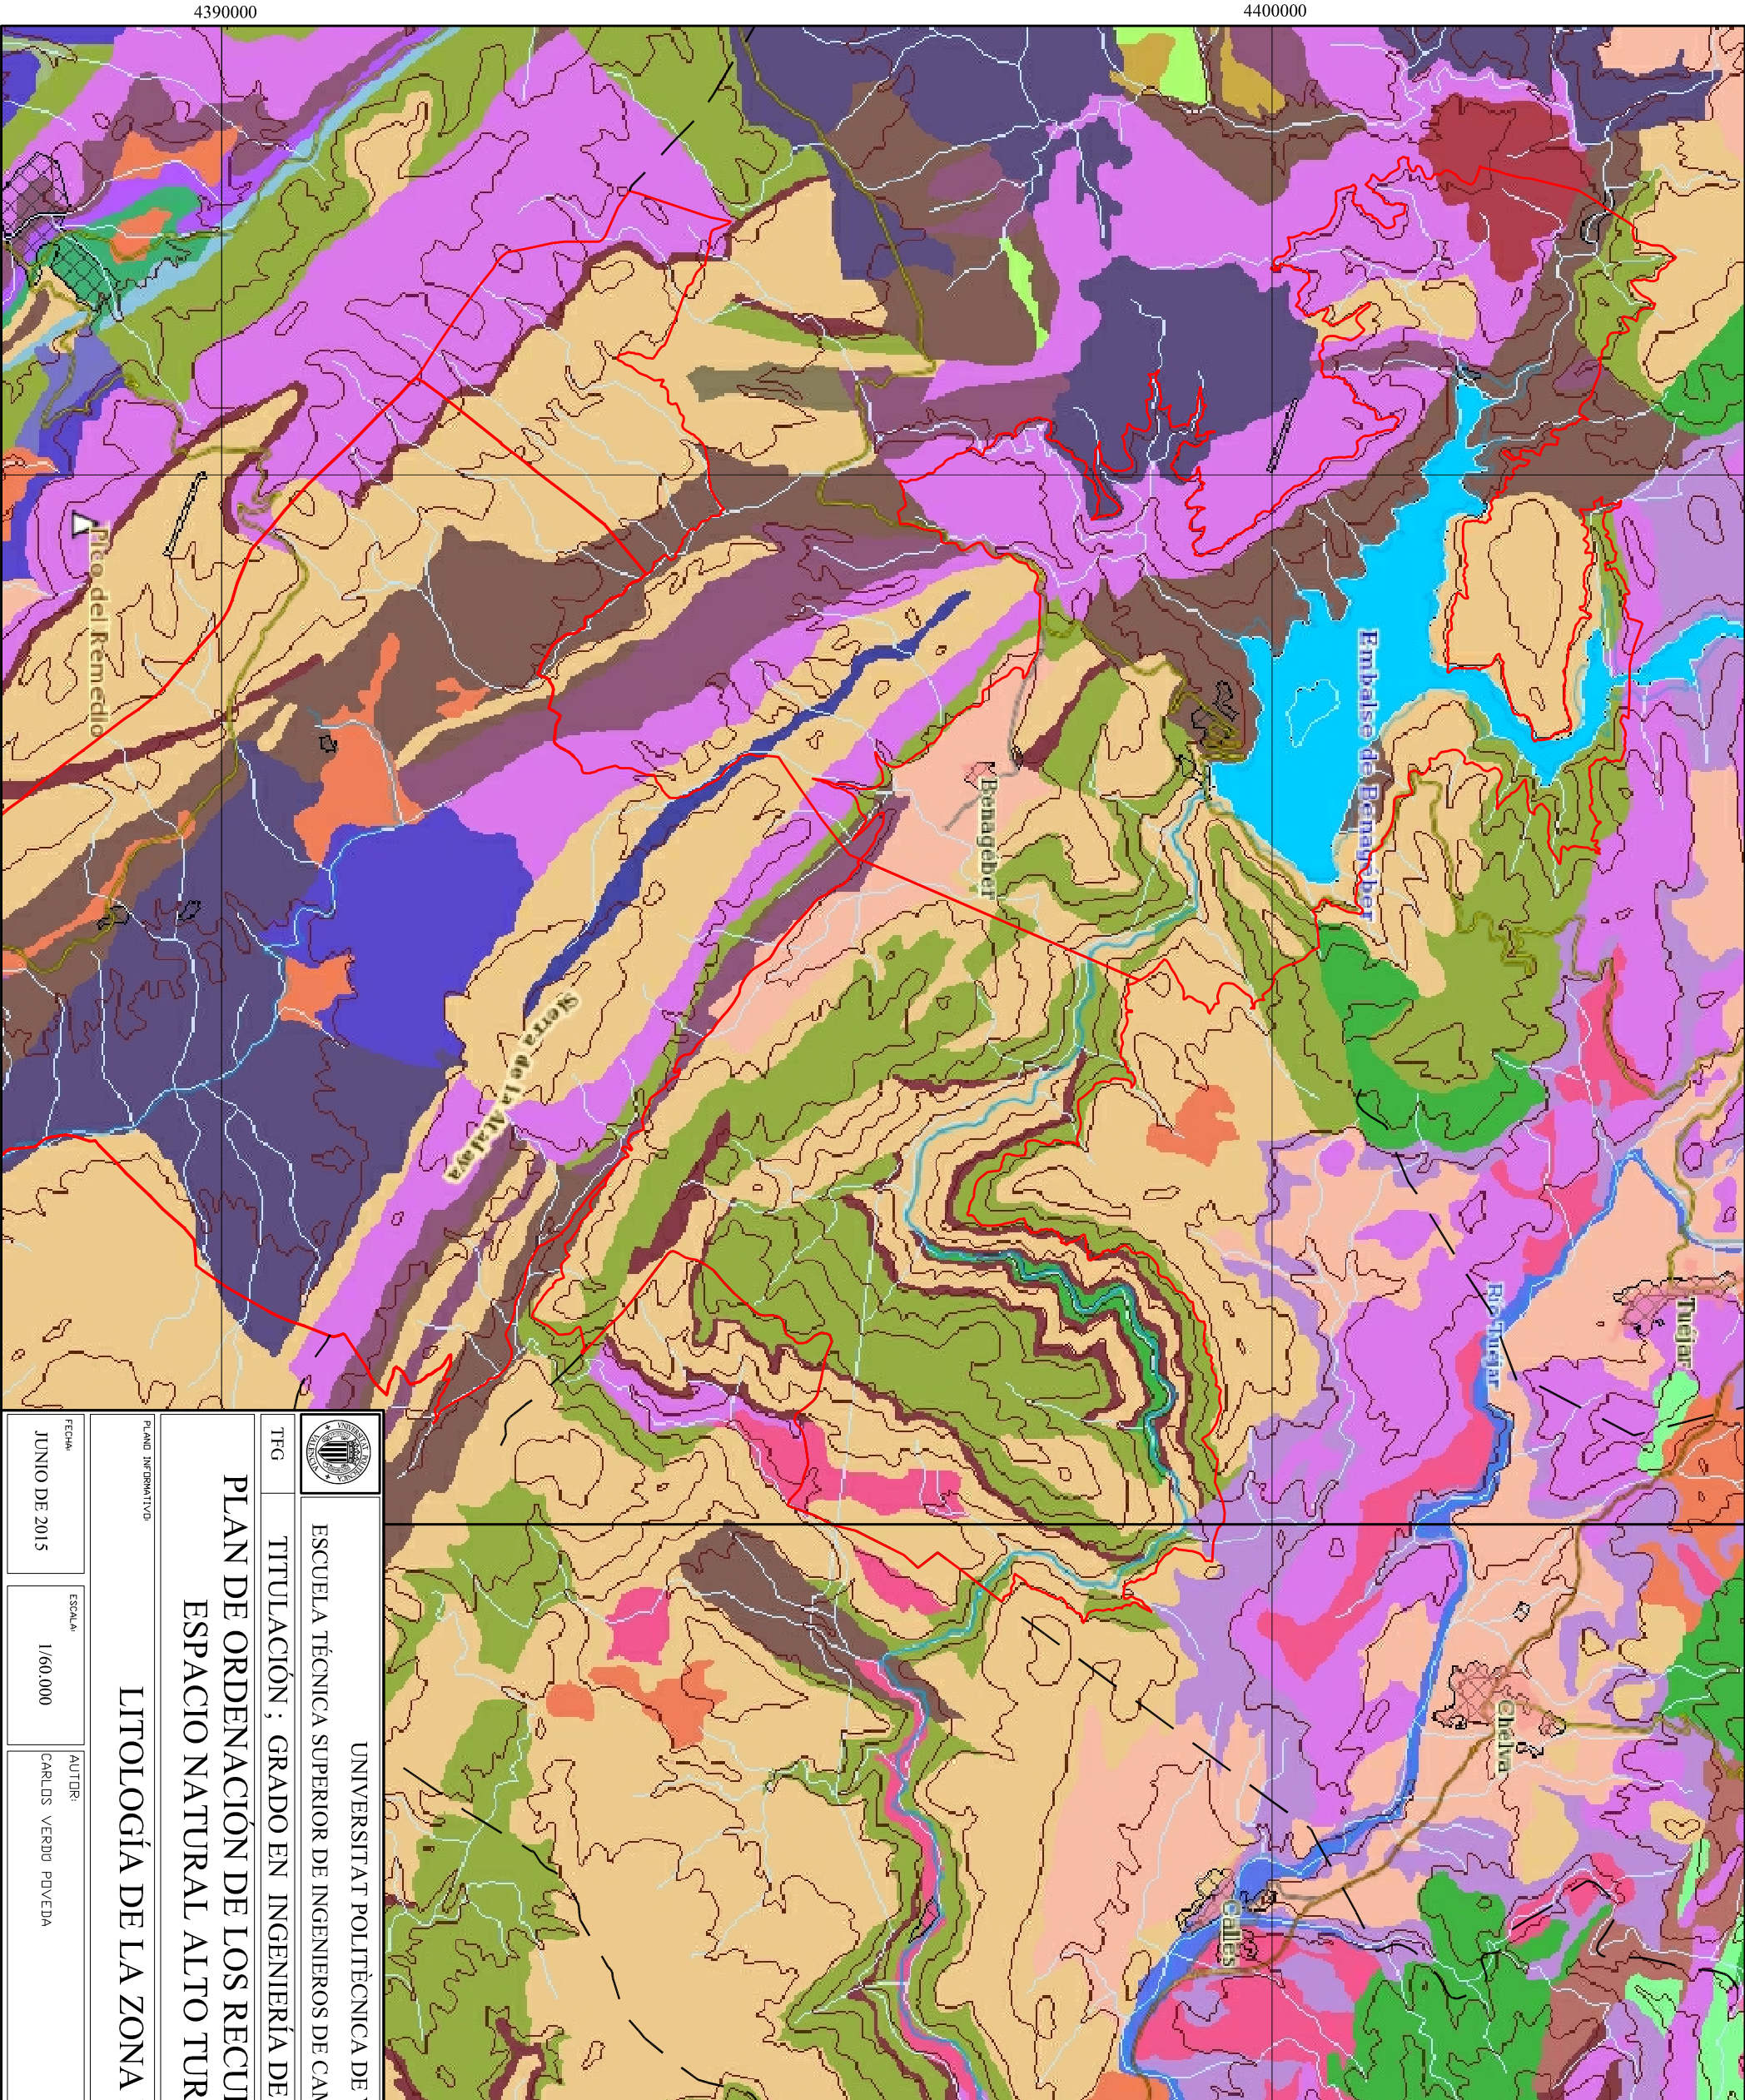 4390000
4400000
Pico del Remedio
Embalse de Benagéber
Benagéber
Sierra de la Atalaya
Río Tuéjar
Tuéjar
Chelva
Calles
UNIVERSITAT POLITÈCNICA DE
ESCUELA TÉCNICA SUPERIOR DE INGENIEROS DE CAM
TFG
TITULACIÓN ; GRADO EN INGENIERÍA DE
PLAN DE ORDENACIÓN DE LOS RECU
ESPACIO NATURAL ALTO TUR
PLANO INFORMATIVO:
LITOLOGÍA DE LA ZONA
FECHA:
JUNIO DE 2015
ESCALA:
1/60.000
AUTOR:
CARLOS VERDÚ POVEDA